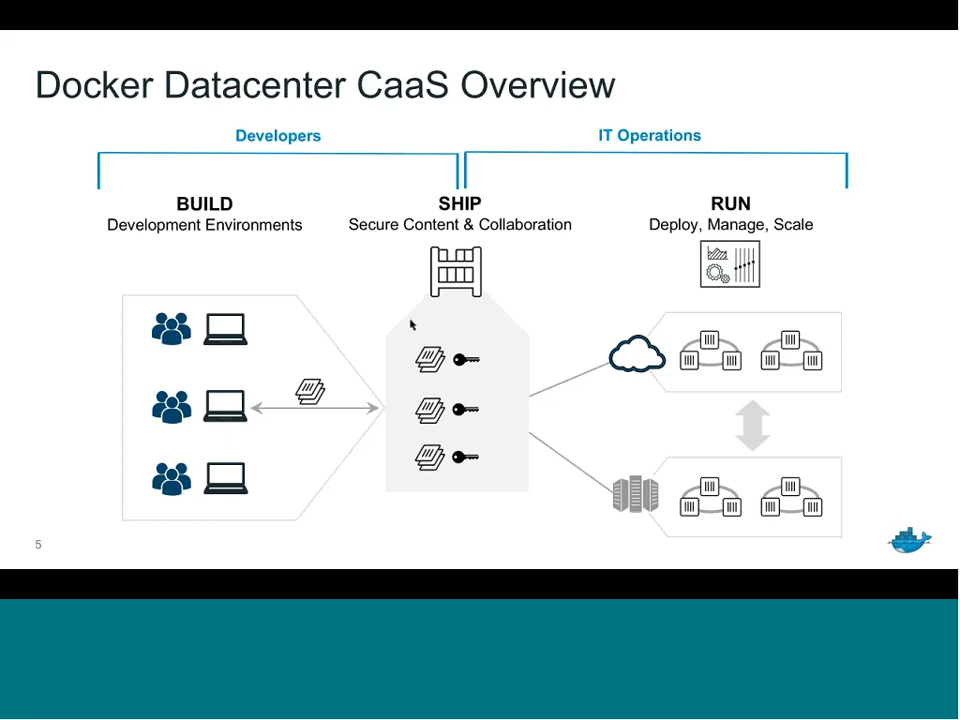 Docker Datacenter CaaS Overview
Developers
IT Operations
BUILD
Development Environments
SHIP
Secure Content & Collaboration
RUN
Deploy, Manage, Scale
5